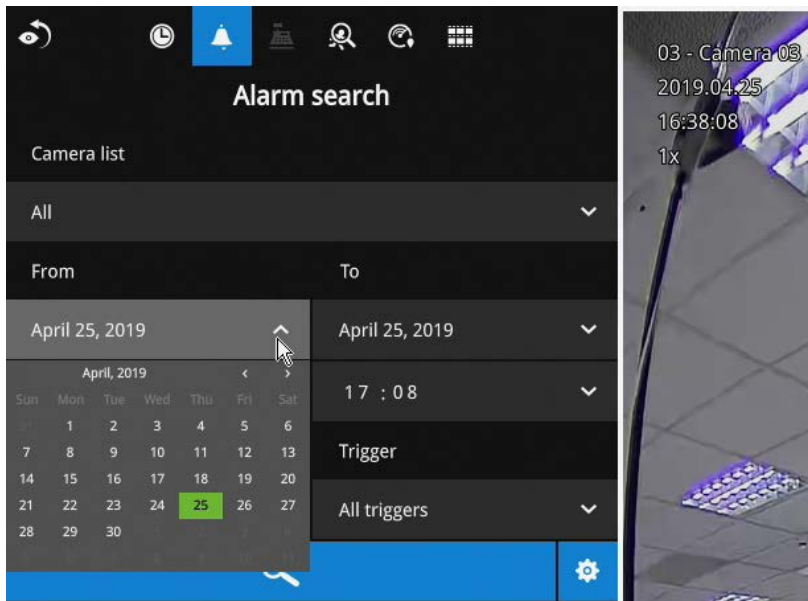 Alarm search
Camera list
All
From
To
April 25, 2019
April 25, 2019
April, 2019
Sun Mon Tue Wed Thu Fri Sat
31 1 2 3 4 5 6
7 8 9 10 11 12 13
14 15 16 17 18 19 20
21 22 23 24 25 26 27
28 29 30
17 : 08
Trigger
All triggers
03 - Cámera 03
2019.04.25
16:38:08
1x